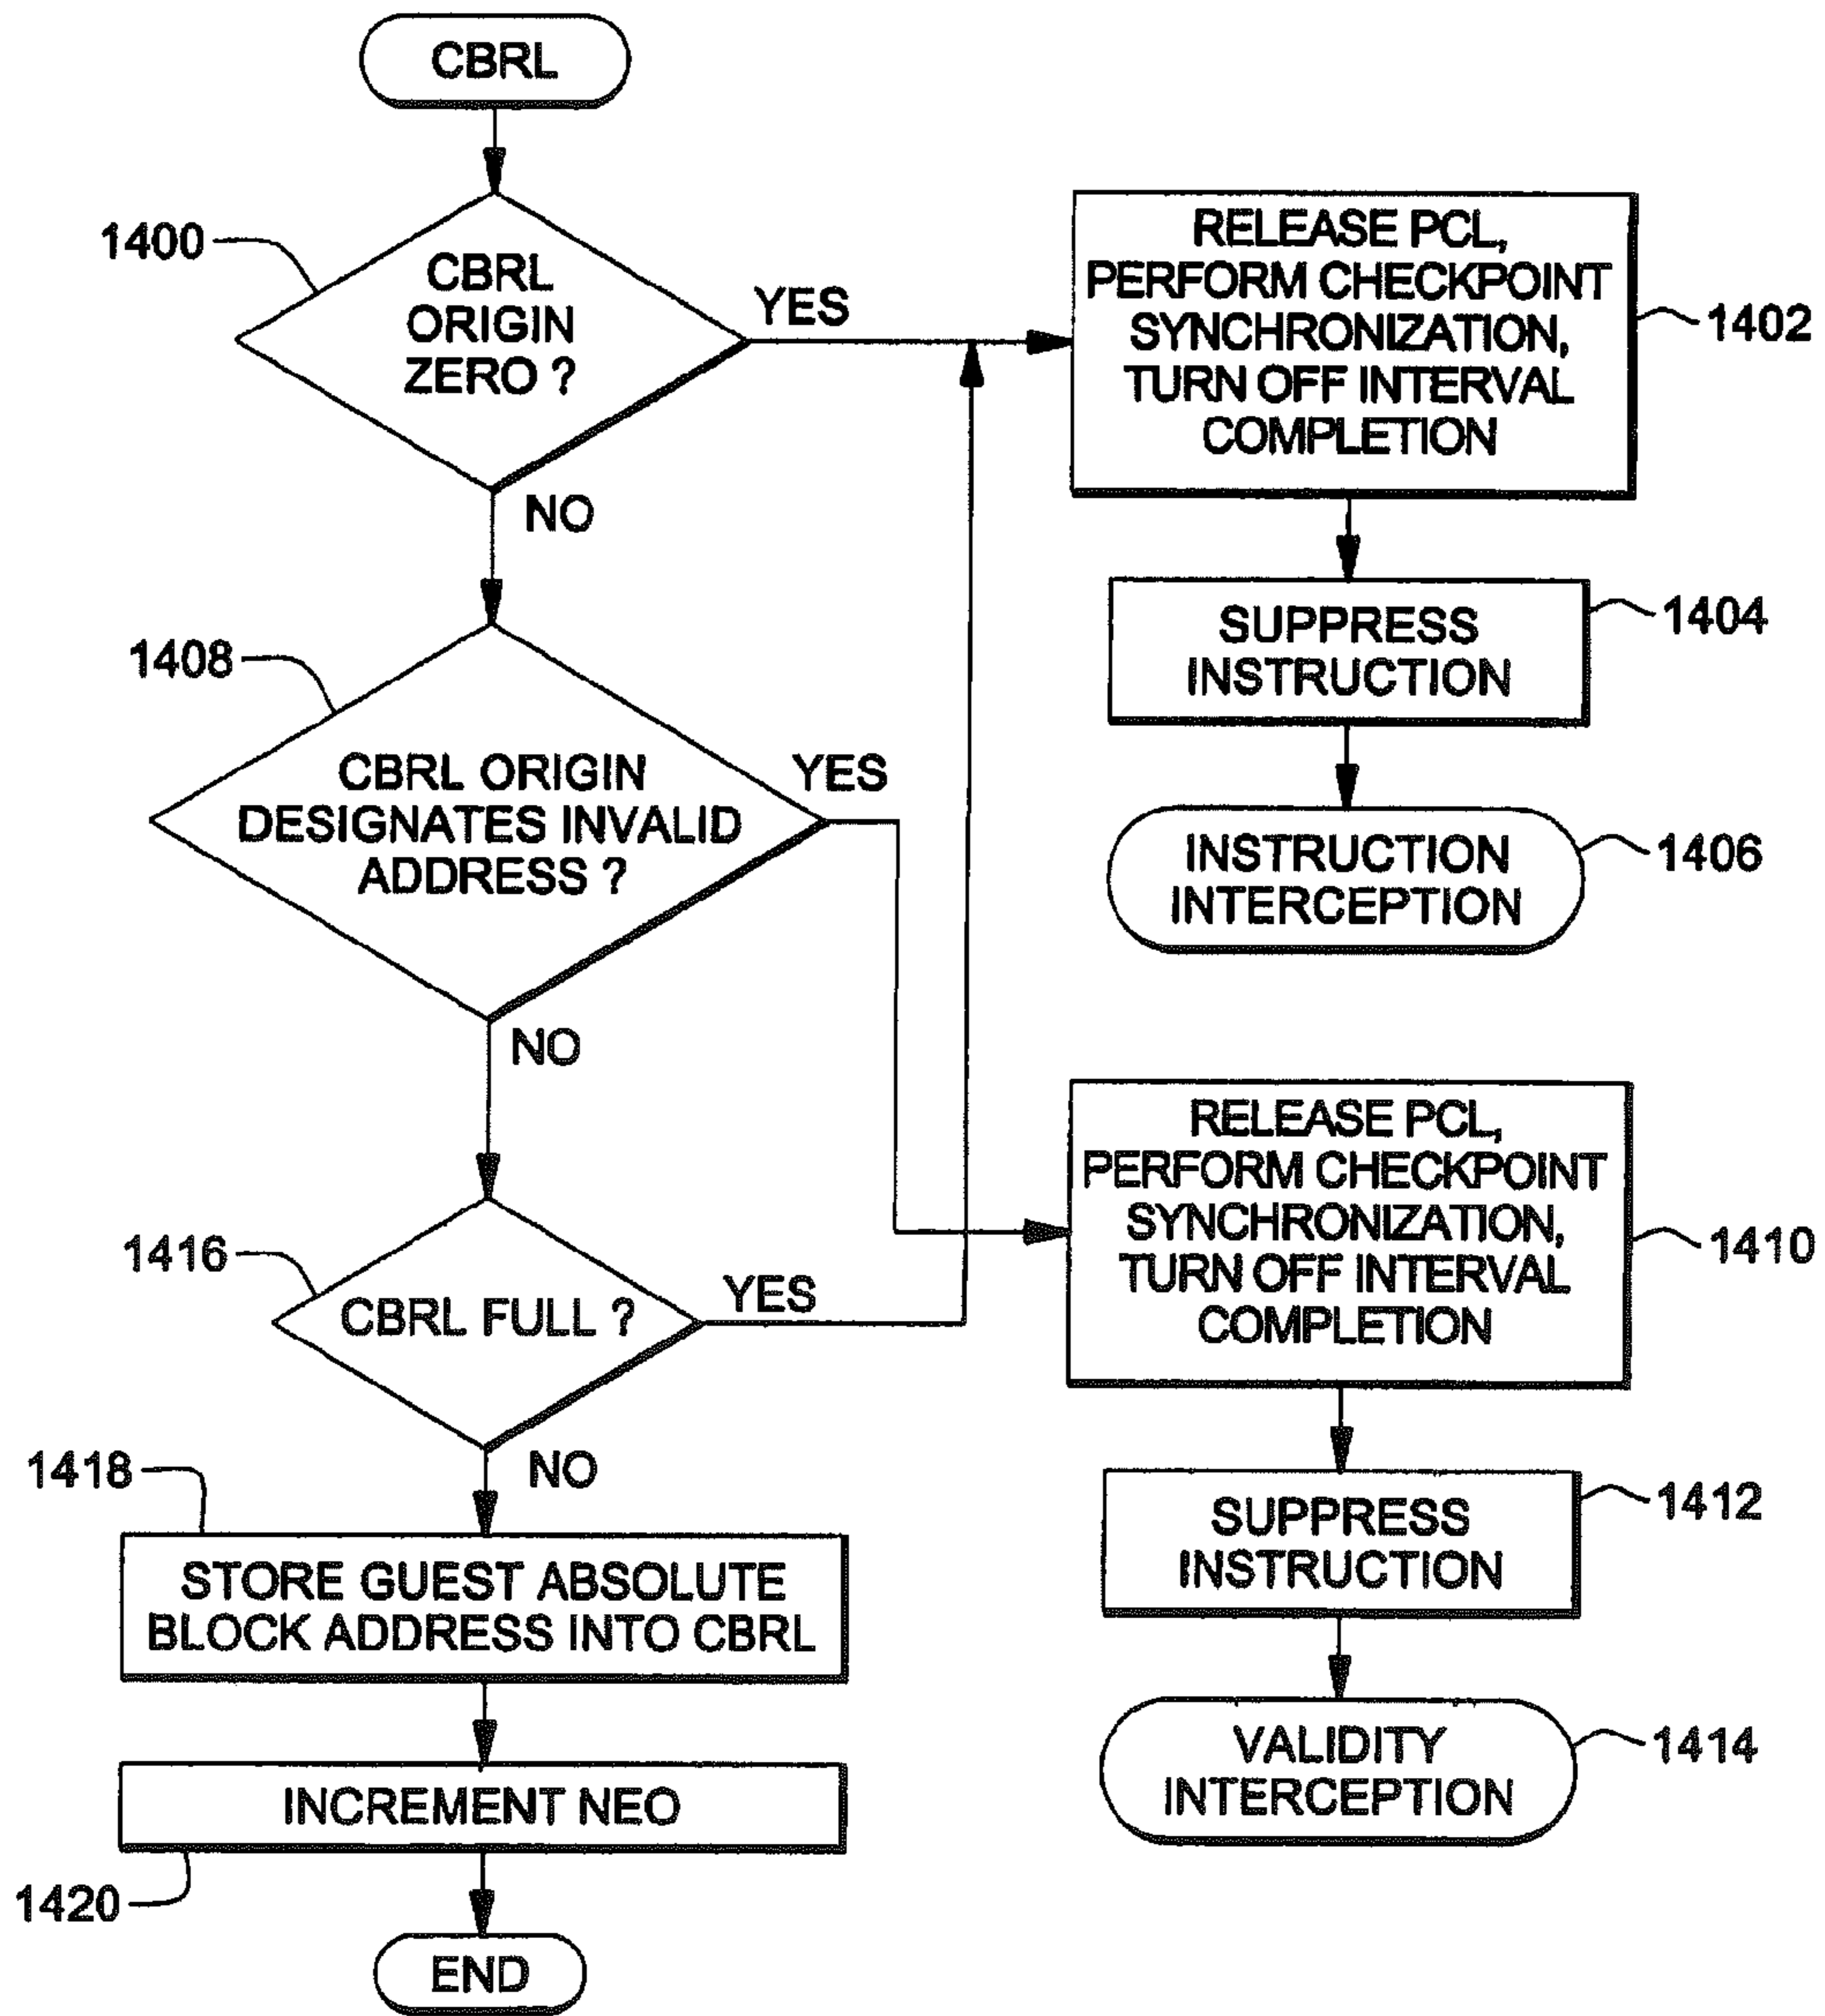 CBRL
1400
CBRL
ORIGIN
ZERO ?
YES
NO
RELEASE PCL,
PERFORM CHECKPOINT
SYNCHRONIZATION,
TURN OFF INTERVAL
COMPLETION
1402
SUPPRESS
INSTRUCTION
1404
INSTRUCTION
INTERCEPTION
1406
1408
CBRL ORIGIN
DESIGNATES INVALID
ADDRESS ?
YES
NO
RELEASE PCL,
PERFORM CHECKPOINT
SYNCHRONIZATION,
TURN OFF INTERVAL
COMPLETION
1410
SUPPRESS
INSTRUCTION
1412
VALIDITY
INTERCEPTION
1414
1416
CBRL FULL ?
YES
NO
1418
STORE GUEST ABSOLUTE
BLOCK ADDRESS INTO CBRL
INCREMENT NEO
1420
END